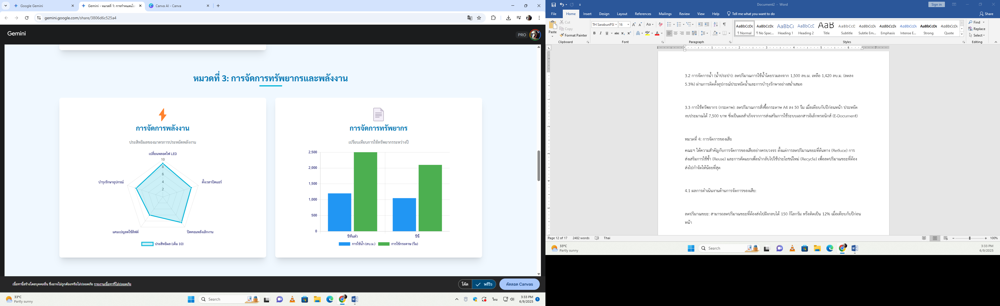 Google Gemini
Gemini - หมวดที่ 1: การกำหนดนโย
Canva AI - Canva
gemini.google.com/share/3806d6c525a4
Gemini
PRO
หมวดที่ 3: การจัดการทรัพยากรและพลังงาน
การจัดการพลังงาน
ประสิทธิผลของมาตรการประหยัดพลังงาน
เปลี่ยนหลอดไฟ LED
10
8
6
4
2
บำรุงรักษาอุปกรณ์
ตั้งเวลาปิดแอร์
แคมเปญลดใช้ลิฟต์
ปิดคอมหลังเลิกงาน
ประสิทธิผล (เต็ม 10)
การจัดการทรัพยากร
เปรียบเทียบการใช้ทรัพยากรระหว่างปี
2,500
2,000
1,500
1,000
500
0
ปีที่แล้ว
ปีนี้
การใช้น้ำ (ลบ.ม.)
การใช้กระดาษ (รีม)
เนื้อหานี้สร้างโดยบุคคลอื่น ซึ่งอาจไม่ถูกต้องหรือไม่ปลอดภัย รายงานเนื้อหาที่ไม่ปลอดภัย
โค้ด
พรีวิว
คัดลอก Canvas
33°C
Partly sunny
Search
ไทย
3:33 PM
6/9/2025
1
Document2 - Word
Sign in
File Home Insert Design Layout References Mailings Review View Help Tell me what you want to do
Share
Paste
Cut
Copy
Format Painter
Clipboard
TH SarabunPSI
16
Font
Paragraph
AaBbCcDc
¶ Normal
AaBbCcDc
¶ No Spac...
AaBbCc
Heading 1
AaBbCcE
Heading 2
AaB
Title
AaBbCcD
Subtitle
AaBbCcDc
Subtle Em...
AaBbCcDc
Emphasis
AaBbCcDc
Intense E...
AaBbCcDc
Strong
AaBbCcDc
Quote
Styles
Find
Replace
Select
Editing
3.2 การจัดการน้ำ (น้ำประปา): ลดปริมาณการใช้น้ำโดยรวมลงจาก 1,500 ลบ.ม. เหลือ 1,420 ลบ.ม. (ลดลง
5.3%) ผ่านการติดตั้งอุปกรณ์ประหยัดน้ำและการบำรุงรักษาอย่างสม่ำเสมอ
3.3 การใช้ทรัพยากร (กระดาษ): ลดปริมาณการสั่งซื้อกระดาษ A4 ลง 50 รีม เมื่อเทียบกับปีก่อนหน้า ประหยัด
งบประมาณได้ 7,500 บาท ซึ่งเป็นผลสำเร็จจากการส่งเสริมการใช้ระบบเอกสารอิเล็กทรอนิกส์ (E-Document)
หมวดที่ 4: การจัดการของเสีย
คณะฯ ให้ความสำคัญกับการจัดการของเสียอย่างครบวงจร ตั้งแต่การลดปริมาณขยะที่ต้นทาง (Reduce) การ
ส่งเสริมการใช้ซ้ำ (Reuse) และการคัดแยกเพื่อนำกลับไปใช้ประโยชน์ใหม่ (Recycle) เพื่อลดปริมาณขยะที่ต้อง
ส่งไปกำจัดให้น้อยที่สุด
4.1 ผลการดำเนินงานด้านการจัดการของเสีย:
ลดปริมาณขยะ: สามารถลดปริมาณขยะที่ต้องส่งไปฝังกลบได้ 150 กิโลกรัม หรือคิดเป็น 12% เมื่อเทียบกับปีก่อน
หน้า
Page 12 of 17
2482 words
Thai
100%
33°C
Partly sunny
Search
3:33 PM
6/9/2025